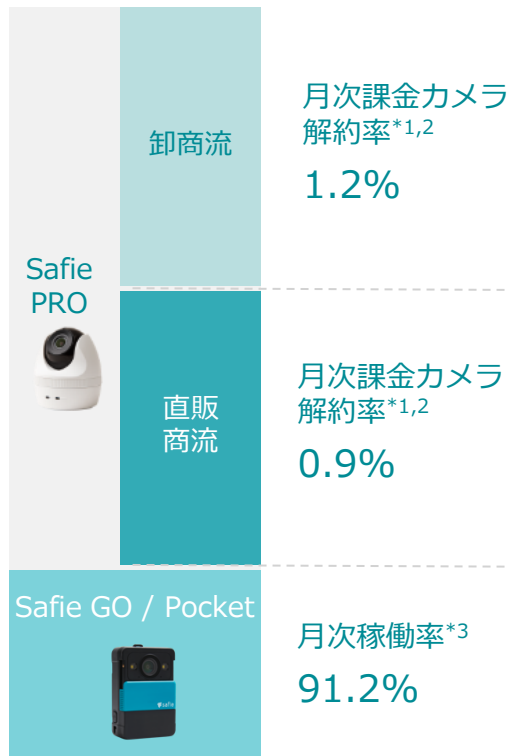 卸商流
月次課金カメラ
解約率*1,2
1.2%
Safie
PRO
直販
商流
月次課金カメラ
解約率*1,2
0.9%
Safie GO / Pocket
safie
月次稼働率*3
91.2%